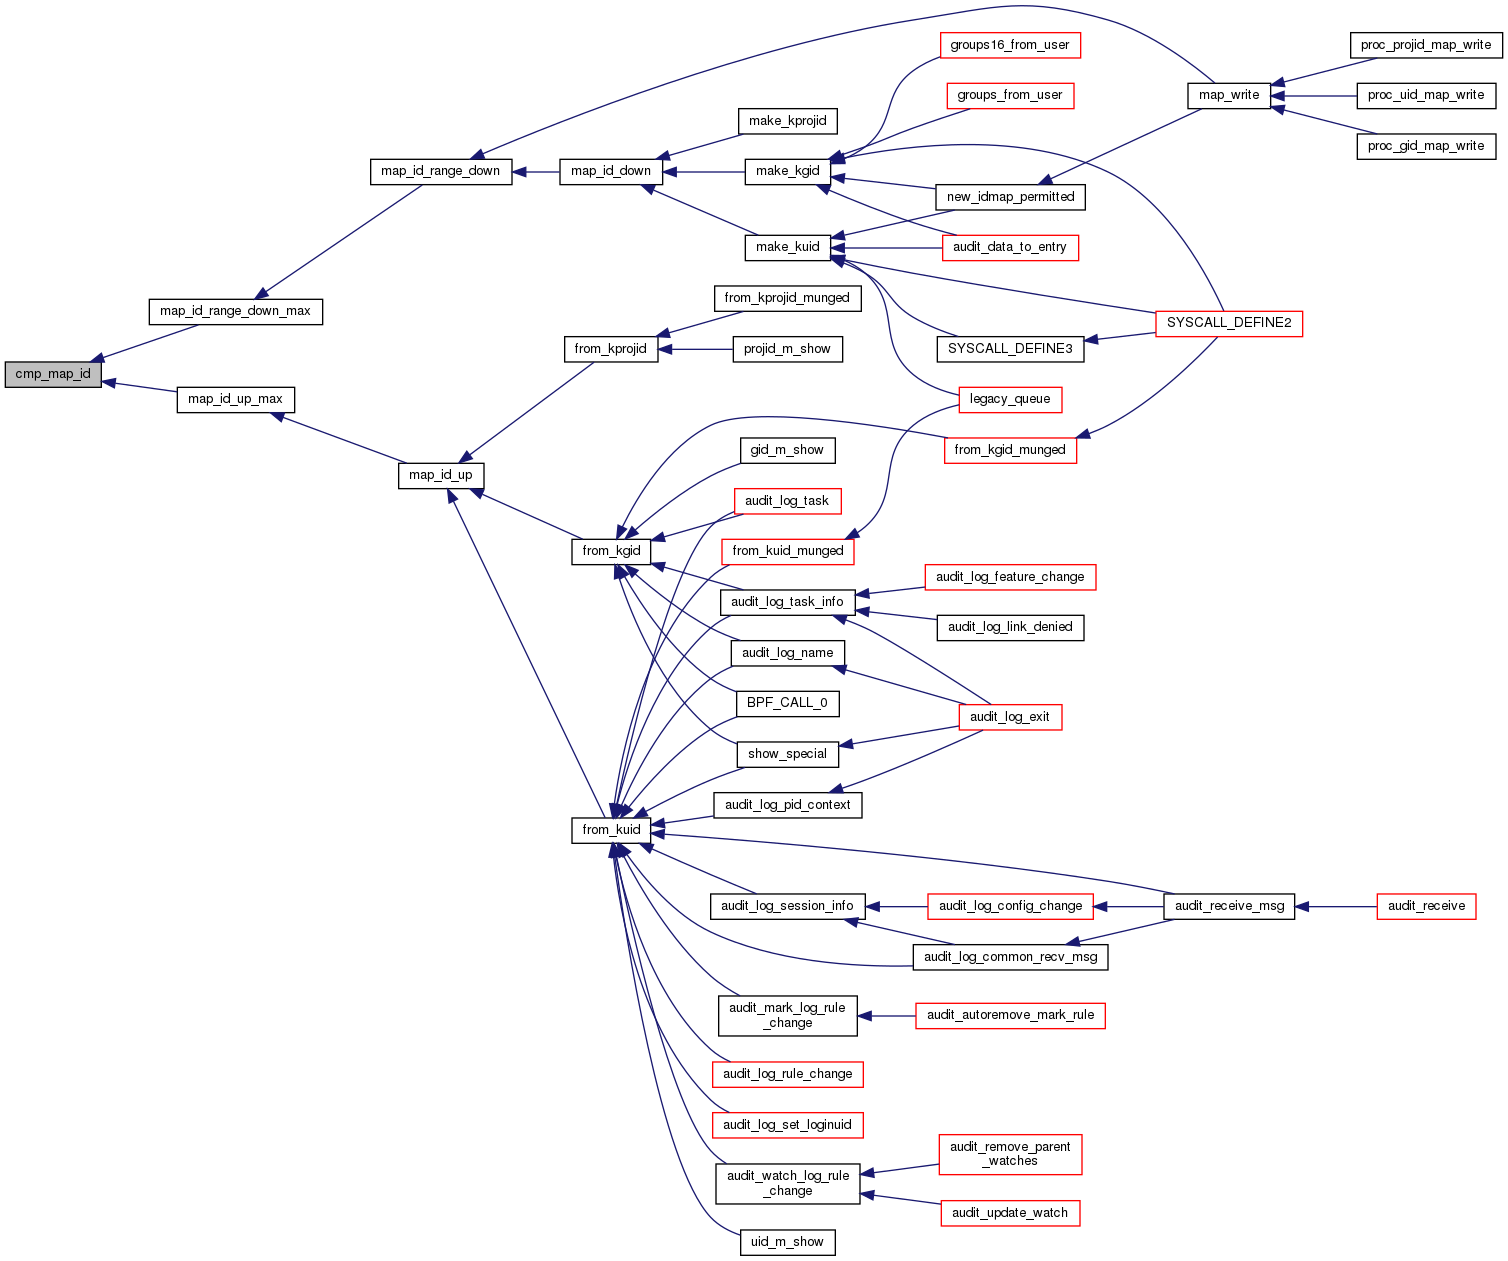 cmp_map_id
map_id_range_down_max
map_id_up_max
map_id_range_down
map_id_up
map_id_down
from_kprojid
from_kgid
from_kuid
make_kprojid
make_kgid
make_kuid
from_kprojid_munged
projid_m_show
gid_m_show
audit_log_task
from_kuid_munged
audit_log_task_info
audit_log_name
BPF_CALL_0
show_special
audit_log_pid_context
audit_log_session_info
audit_mark_log_rule
_change
audit_log_rule_change
audit_log_set_loginuid
audit_watch_log_rule
_change
uid_m_show
groups16_from_user
groups_from_user
new_idmap_permitted
audit_data_to_entry
SYSCALL_DEFINE3
legacy_queue
from_kgid_munged
audit_log_feature_change
audit_log_link_denied
audit_log_exit
audit_log_config_change
audit_log_common_recv_msg
audit_autoremove_mark_rule
audit_remove_parent
_watches
audit_update_watch
map_write
SYSCALL_DEFINE2
audit_receive_msg
proc_projid_map_write
proc_uid_map_write
proc_gid_map_write
audit_receive